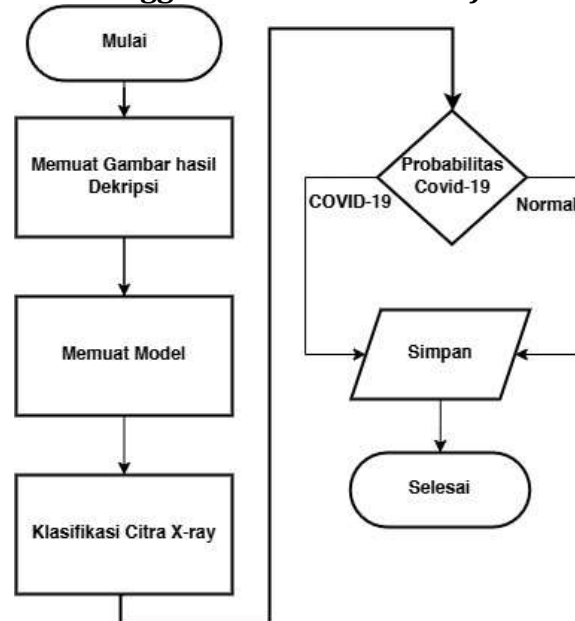 Mulai
Memuat Gambar hasil
Dekripsi
Memuat Model
Klasifikasi Citra X-ray
Probabilitas
Covid-19
COVID-19
Normal
Simpan
Selesai